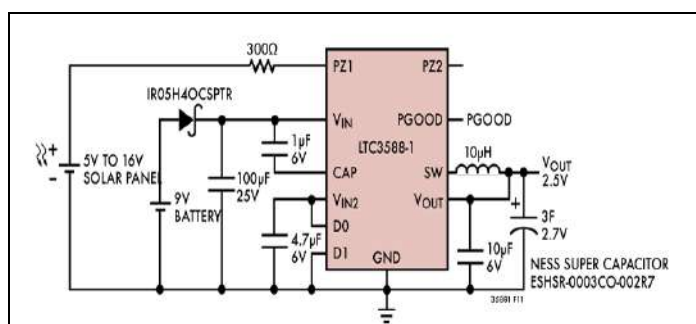 300Ω
PZ1
PZ2
IR05H4OCSPTR
VIN
PGOOD
PGOOD
LTC3588-1
1µF
6V
10µH
+
-
5V TO 16V
SOLAR PANEL
CAP
SW
VOUT
2.5V
100µF
25V
9V
BATTERY
VIN2
VOUT
+
3F
2.7V
D0
4.7µF
6V
D1
10µF
6V
GND
NESS SUPER CAPACITOR
ESHSR-0003CO-002R7